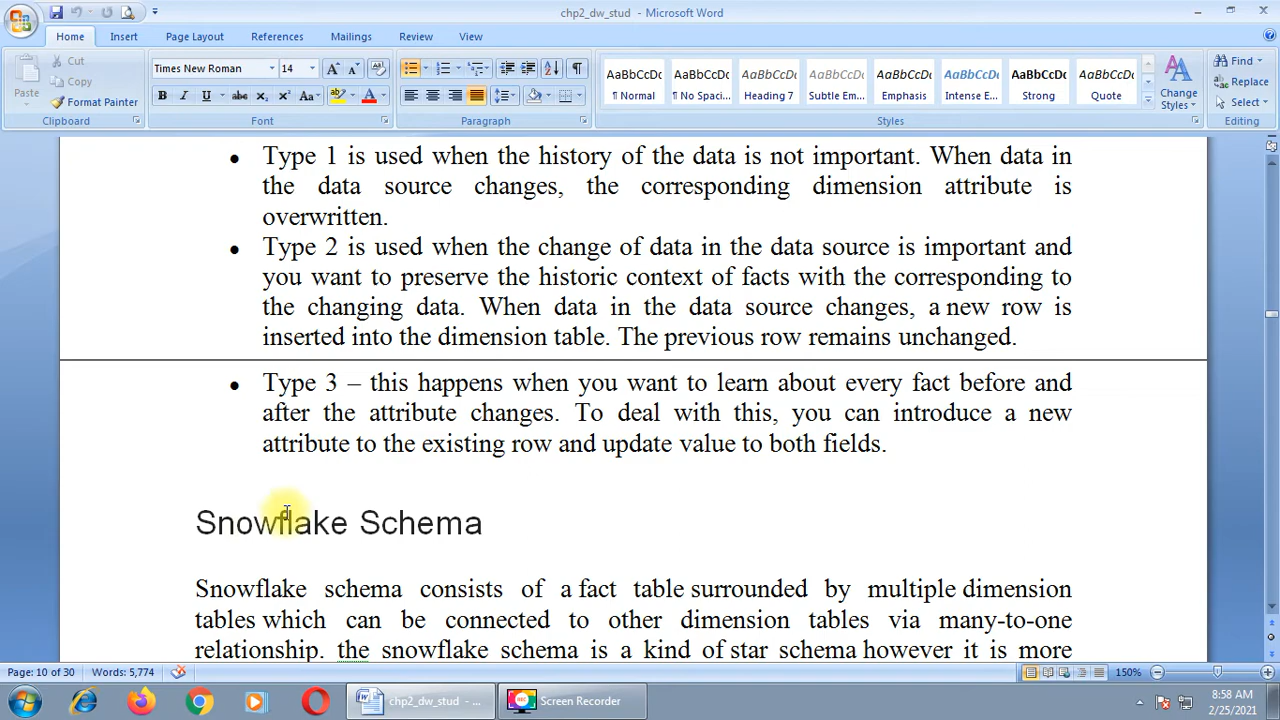 chp2_dw_stud - Microsoft Word
Home Insert Page Layout References Mailings Review View
Paste
Cut
Copy
Format Painter
Clipboard
Times New Roman 14
B I U abc x₂ x² Aa
Font
Paragraph
AaBbCcDc AaBbCcDc AaBbCcDc AaBbCcDc AaBbCcDc AaBbCcDc AaBbCcDc AaBbCcDc
¶ Normal ¶ No Spaci... Heading 7 Subtle Em... Emphasis Intense E... Strong Quote
Change Styles
Styles
Find
Replace
Select
Editing
• Type 1 is used when the history of the data is not important. When data in
the data source changes, the corresponding dimension attribute is
overwritten.
• Type 2 is used when the change of data in the data source is important and
you want to preserve the historic context of facts with the corresponding to
the changing data. When data in the data source changes, a new row is
inserted into the dimension table. The previous row remains unchanged.
• Type 3 – this happens when you want to learn about every fact before and
after the attribute changes. To deal with this, you can introduce a new
attribute to the existing row and update value to both fields.
Snowflake Schema
Snowflake schema consists of a fact table surrounded by multiple dimension
tables which can be connected to other dimension tables via many-to-one
relationship. the snowflake schema is a kind of star schema however it is more
Page: 10 of 30 Words: 5,774 150%
chp2_dw_stud - ... Screen Recorder
8:58 AM
2/25/2021